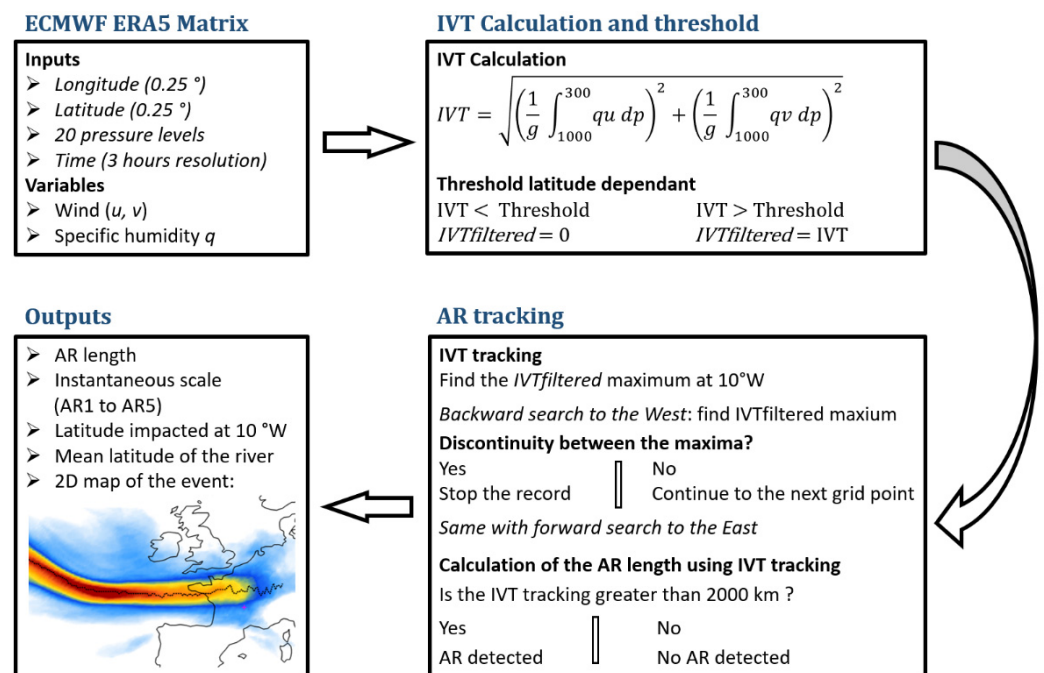 ECMWF ERA5 Matrix
Inputs
➢ Longitude (0.25 °)
➢ Latitude (0.25 °)
➢ 20 pressure levels
➢ Time (3 hours resolution)
Variables
➢ Wind (u, v)
➢ Specific humidity q
IVT Calculation and threshold
IVT Calculation
IVT = √((1/g ∫_1000^300 qu dp)^2 + (1/g ∫_1000^300 qv dp)^2)
Threshold latitude dependant
IVT < Threshold IVT > Threshold
IVTfiltered = 0 IVTfiltered = IVT
AR tracking
IVT tracking
Find the IVTfiltered maximum at 10°W
Backward search to the West: find IVTfiltered maxium
Discontinuity between the maxima?
Yes No
Stop the record Continue to the next grid point
Same with forward search to the East
Calculation of the AR length using IVT tracking
Is the IVT tracking greater than 2000 km ?
Yes No
AR detected No AR detected
Outputs
➢ AR length
➢ Instantaneous scale
(AR1 to AR5)
➢ Latitude impacted at 10 °W
➢ Mean latitude of the river
➢ 2D map of the event: